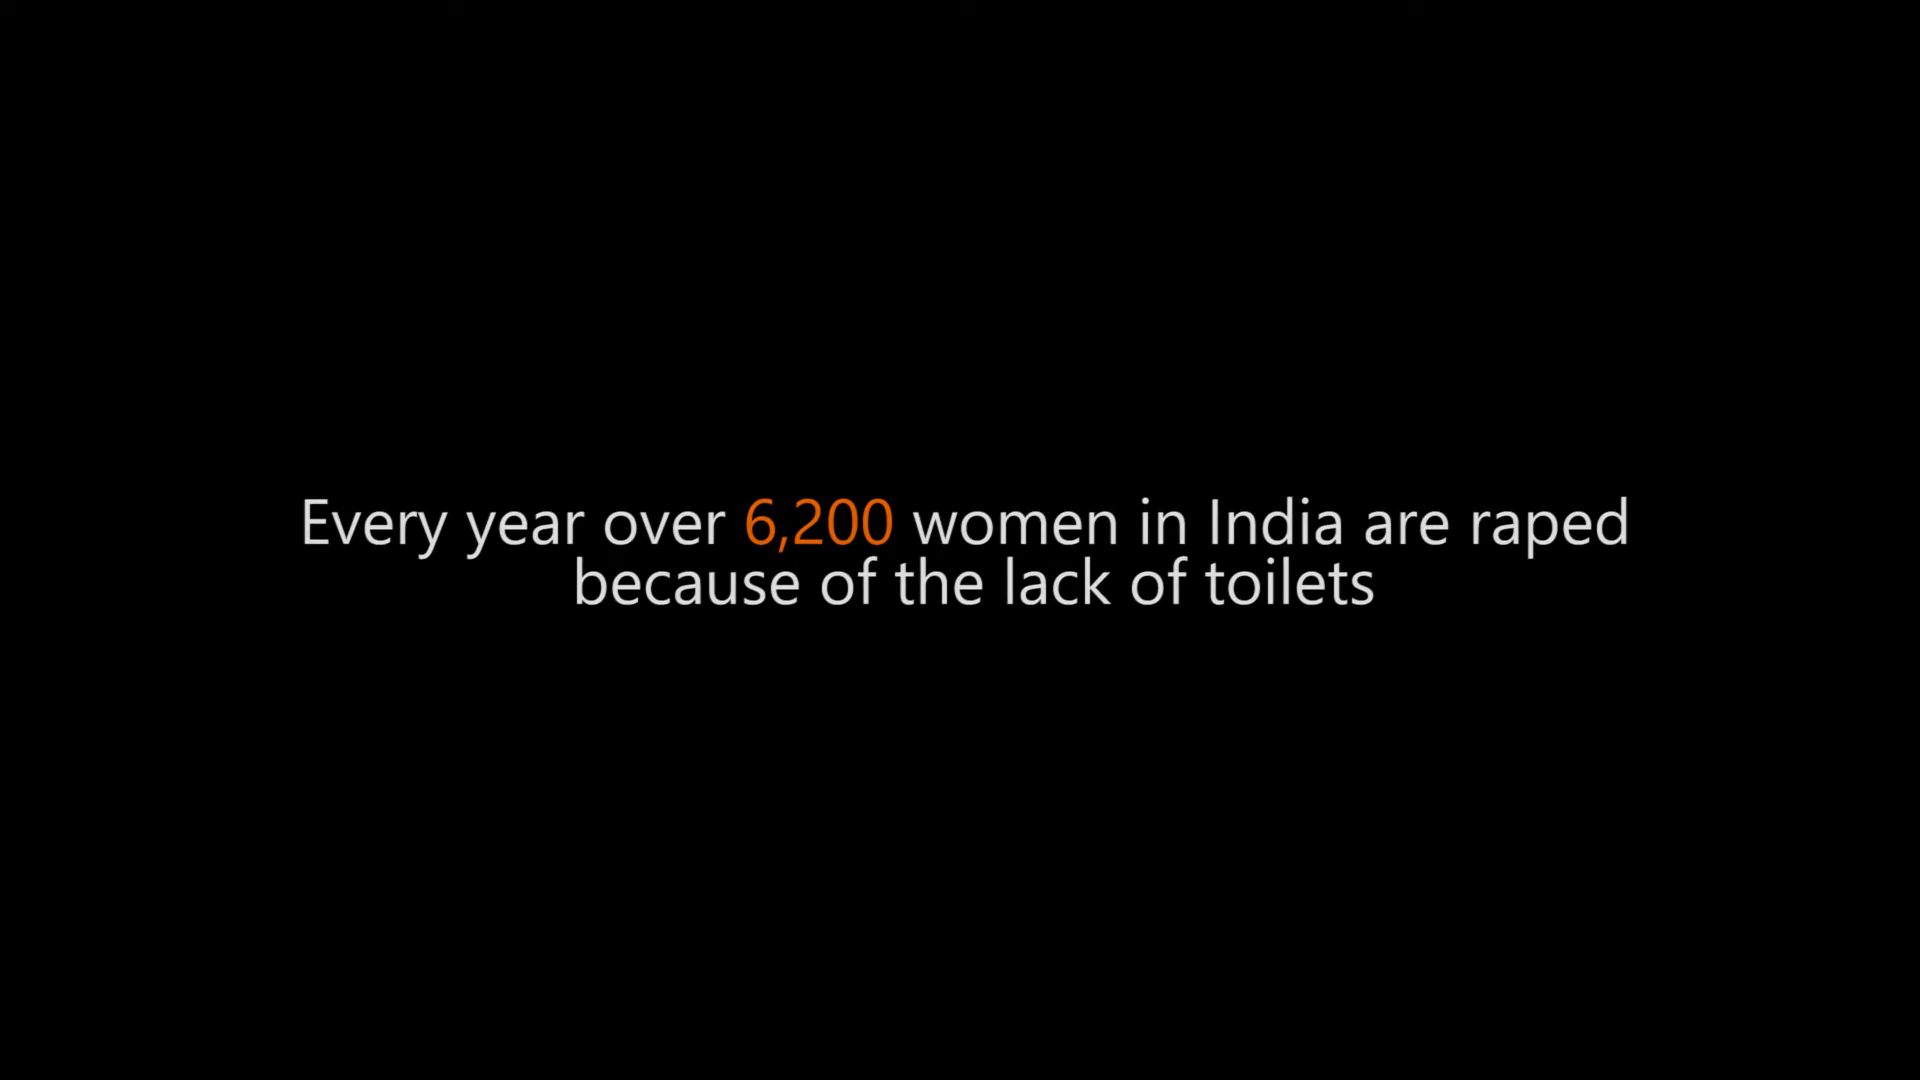 Every year over 6,200 women in India are raped
because of the lack of toilets